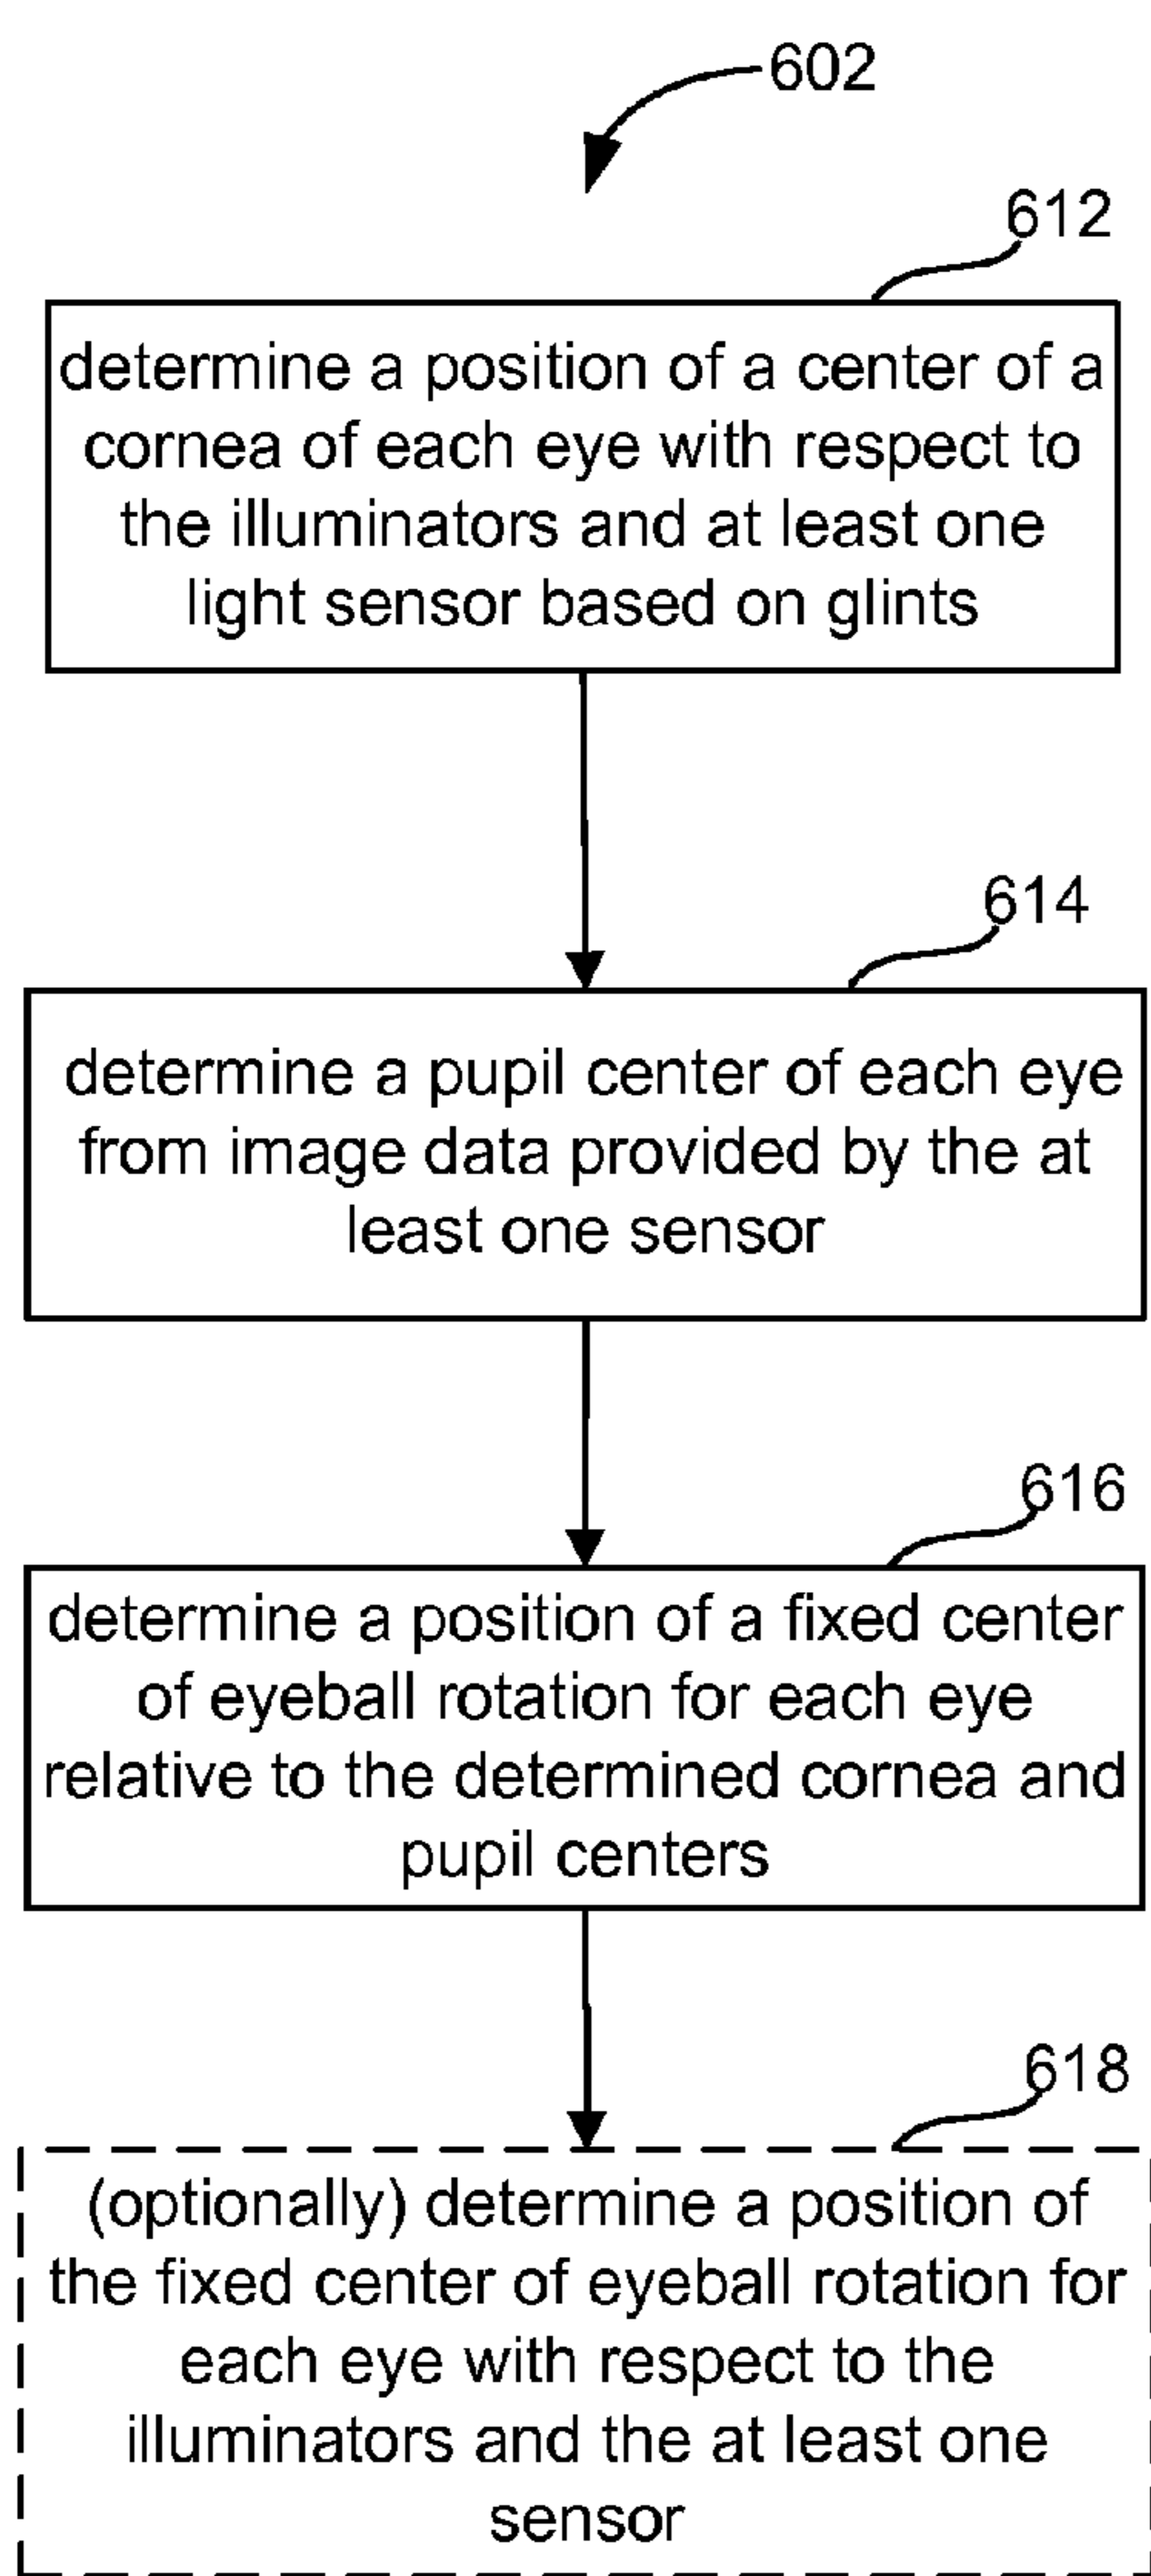 602
612
determine a position of a center of a
cornea of each eye with respect to
the illuminators and at least one
light sensor based on glints
614
determine a pupil center of each eye
from image data provided by the at
least one sensor
616
determine a position of a fixed center
of eyeball rotation for each eye
relative to the determined cornea and
pupil centers
618
(optionally) determine a position of
the fixed center of eyeball rotation for
each eye with respect to the
illuminators and the at least one
sensor